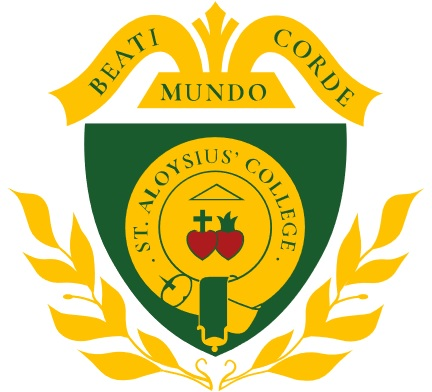 BEATI
MUNDO
CORDE
· ST. ALOYSIUS' COLLEGE ·